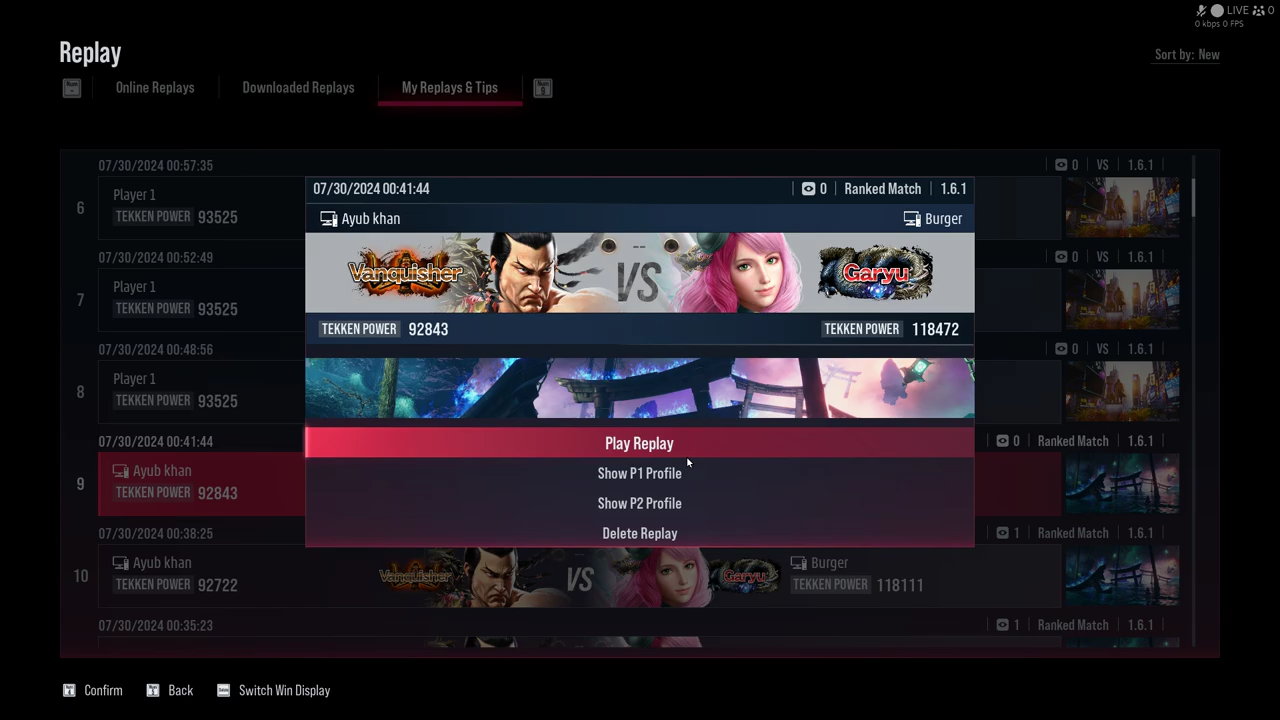 LIVE 0
0 kbps 0 FPS
Replay
Sort by: New
Online Replays
Downloaded Replays
My Replays & Tips
07/30/2024 00:57:35
0 VS 1.6.1
6
Player 1
TEKKEN POWER 93525
07/30/2024 00:52:49
0 VS 1.6.1
7
Player 1
TEKKEN POWER 93525
07/30/2024 00:48:56
0 VS 1.6.1
8
Player 1
TEKKEN POWER 93525
07/30/2024 00:41:44
0 Ranked Match 1.6.1
9
Ayub khan
TEKKEN POWER 92843
07/30/2024 00:41:44
0 Ranked Match 1.6.1
Ayub khan
Burger
Vanquisher
--
VS
Garyu
TEKKEN POWER 92843
TEKKEN POWER 118472
Play Replay
Show P1 Profile
Show P2 Profile
Delete Replay
07/30/2024 00:38:25
1 Ranked Match 1.6.1
10
Ayub khan
TEKKEN POWER 92722
Vanquisher
VS
Garyu
Burger
TEKKEN POWER 118111
07/30/2024 00:35:23
1 Ranked Match 1.6.1
Confirm
Back
Switch Win Display